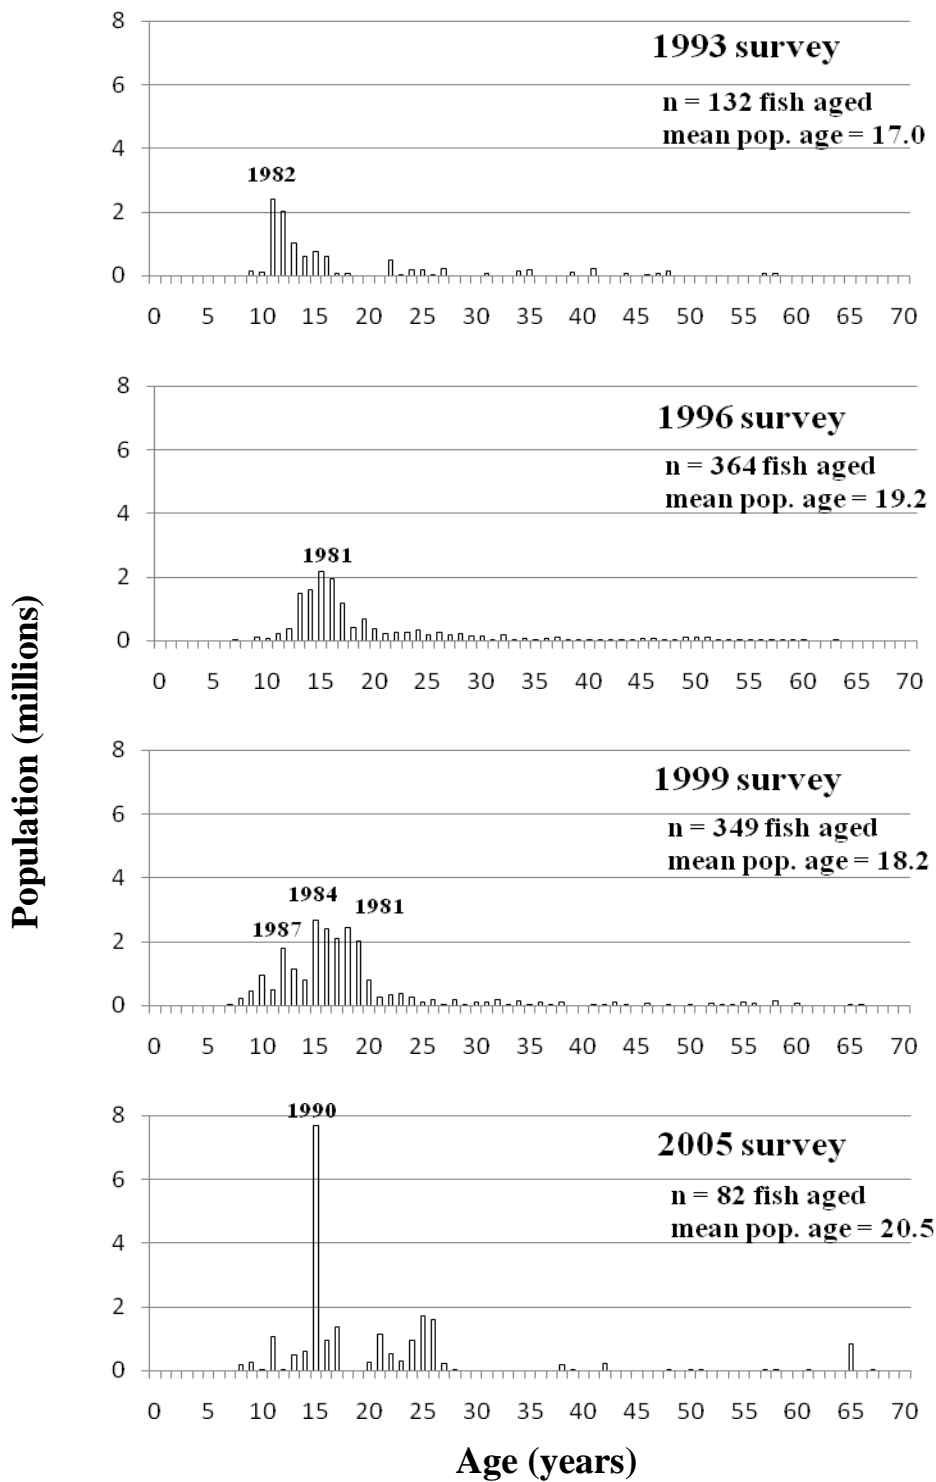 8
1993 survey
6
n = 132 fish aged
mean pop. age = 17.0
4
1982
2
0
0 5 10 15 20 25 30 35 40 45 50 55 60 65 70
8
1996 survey
6
n = 364 fish aged
mean pop. age = 19.2
4
1981
2
0
0 5 10 15 20 25 30 35 40 45 50 55 60 65 70
Population (millions)
8
1999 survey
6
n = 349 fish aged
mean pop. age = 18.2
4
1984
1981
1987
2
0
0 5 10 15 20 25 30 35 40 45 50 55 60 65 70
8
1990
2005 survey
6
n = 82 fish aged
mean pop. age = 20.5
4
2
0
0 5 10 15 20 25 30 35 40 45 50 55 60 65 70
Age (years)